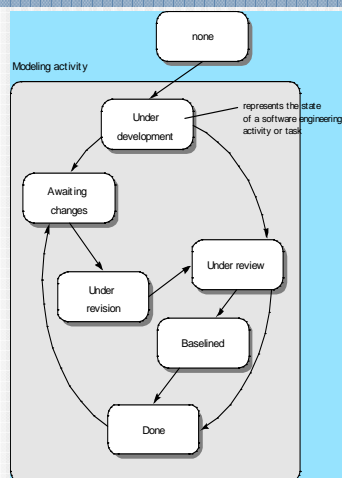 none
Modeling activity
Under
development
represents the state
of a software engineering
activity or task
Awaiting
changes
Under review
Under
revision
Baselined
Done